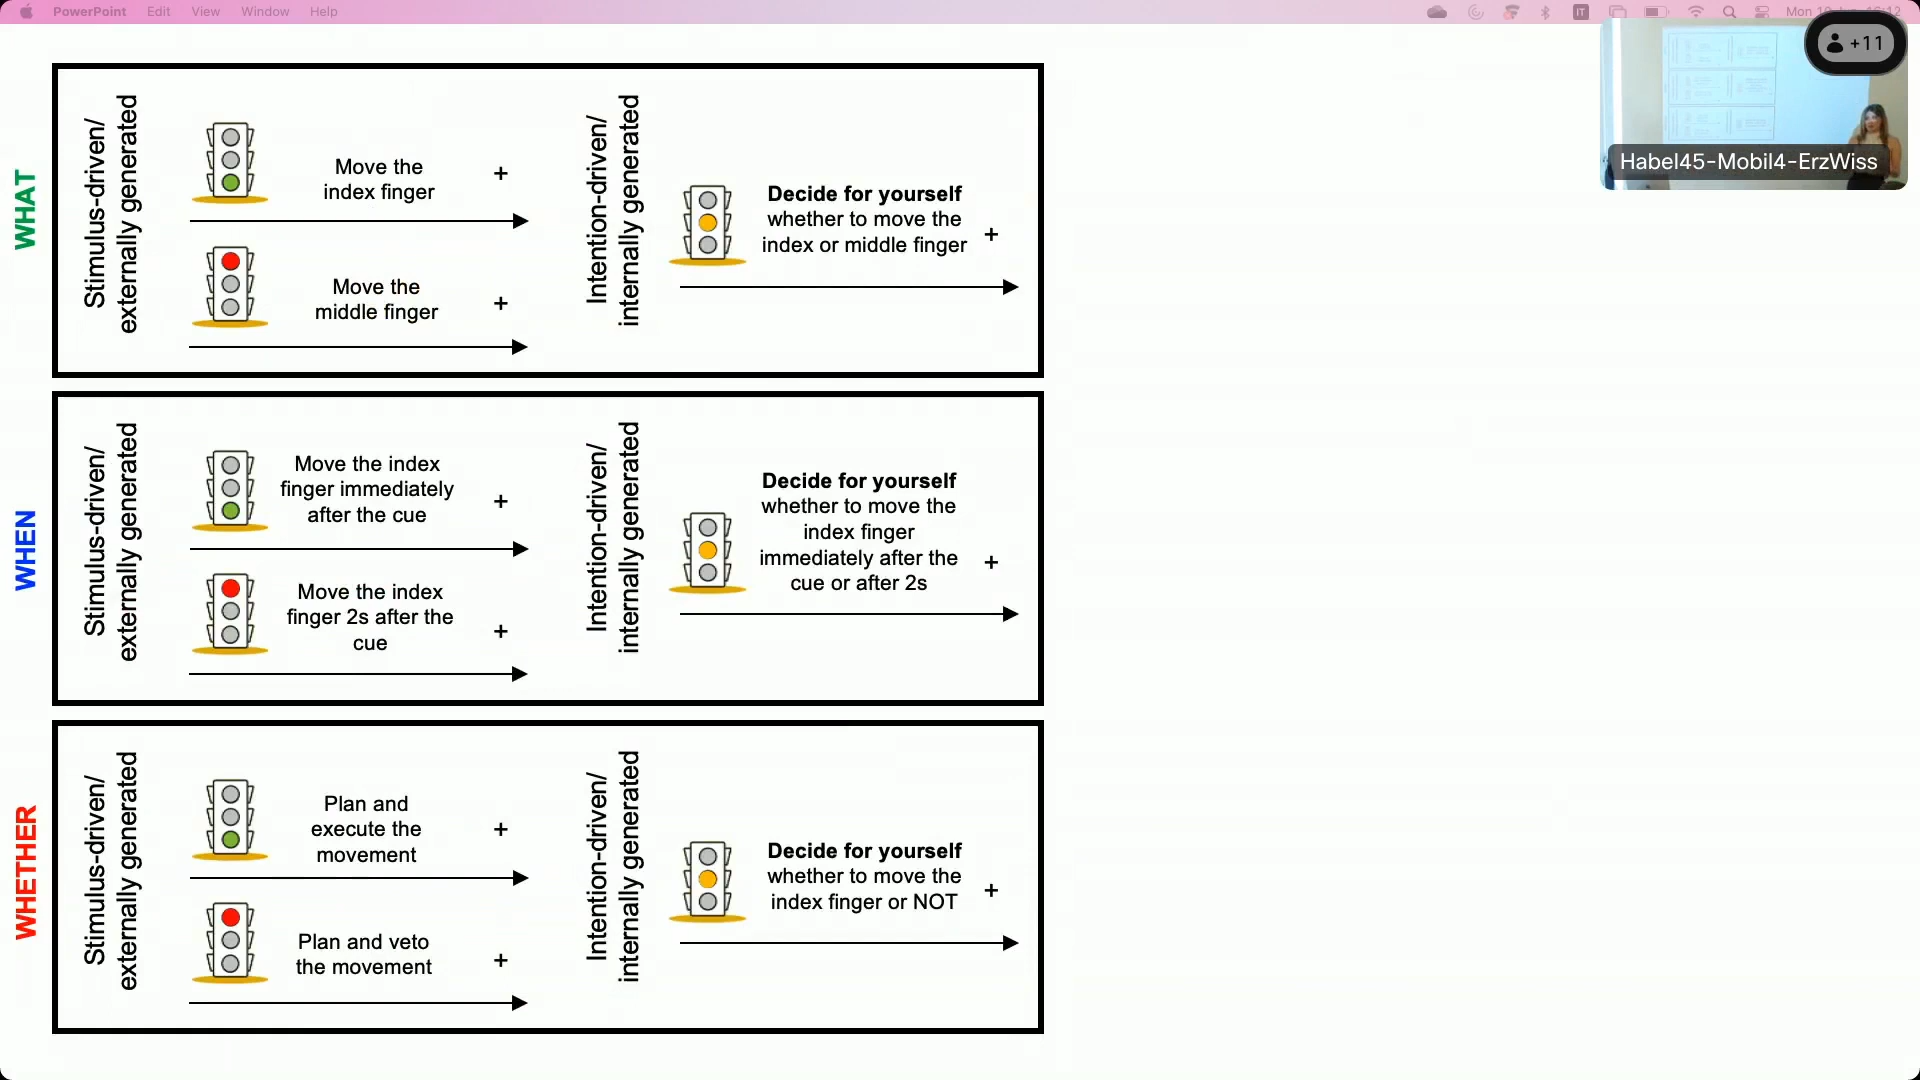 PowerPoint Edit View Window Help
IT
+11
Habel45-Mobil4-ErzWiss
WHAT
Stimulus-driven/
externally generated
Move the
index finger
+
Move the
middle finger
+
Intention-driven/
internally generated
Decide for yourself
whether to move the
index or middle finger
+
WHEN
Stimulus-driven/
externally generated
Move the index
finger immediately
after the cue
+
Move the index
finger 2s after the
cue
+
Intention-driven/
internally generated
Decide for yourself
whether to move the
index finger
immediately after the
cue or after 2s
+
WHETHER
Stimulus-driven/
externally generated
Plan and
execute the
movement
+
Plan and veto
the movement
+
Intention-driven/
internally generated
Decide for yourself
whether to move the
index finger or NOT
+